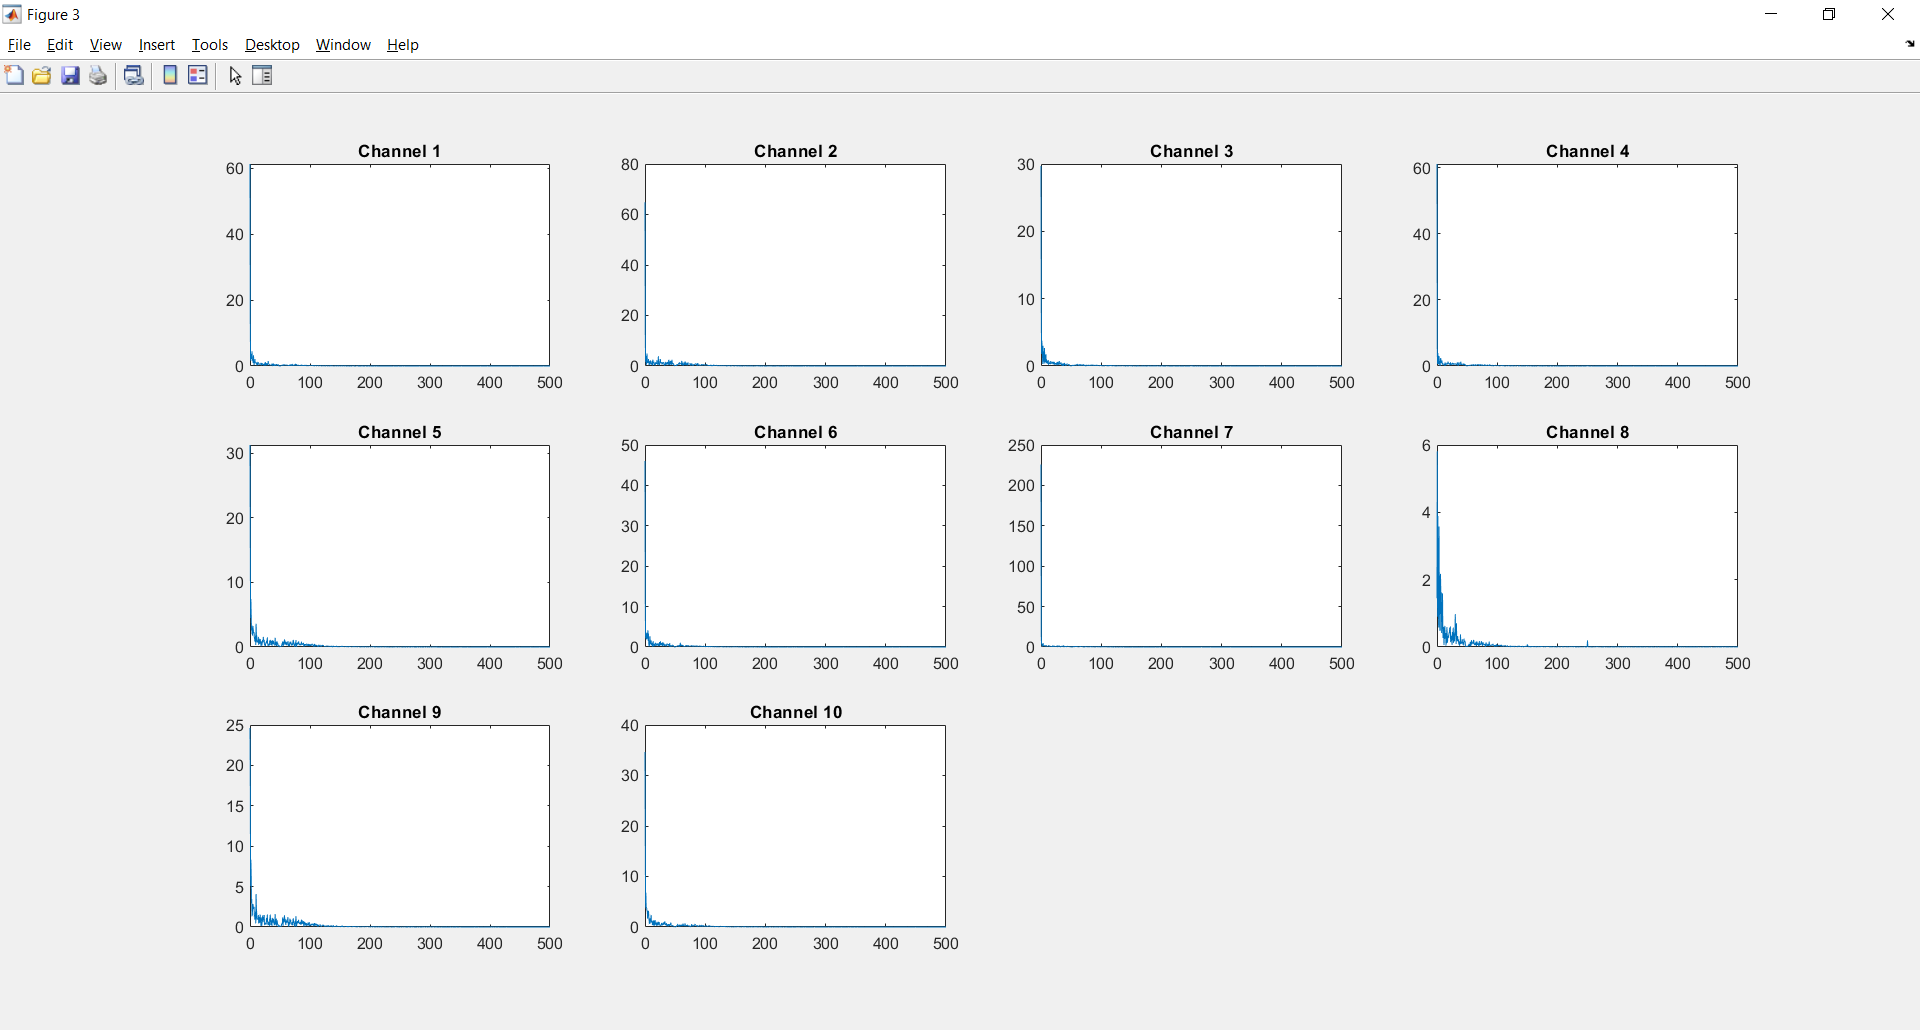 Figure 3
File Edit View Insert Tools Desktop Window Help
Channel 1
60
40
20
0
0 100 200 300 400 500
Channel 2
80
60
40
20
0
0 100 200 300 400 500
Channel 3
30
20
10
0
0 100 200 300 400 500
Channel 4
60
40
20
0
0 100 200 300 400 500
Channel 5
30
20
10
0
0 100 200 300 400 500
Channel 6
50
40
30
20
10
0
0 100 200 300 400 500
Channel 7
250
200
150
100
50
0
0 100 200 300 400 500
Channel 8
6
4
2
0
0 100 200 300 400 500
Channel 9
25
20
15
10
5
0
0 100 200 300 400 500
Channel 10
40
30
20
10
0
0 100 200 300 400 500